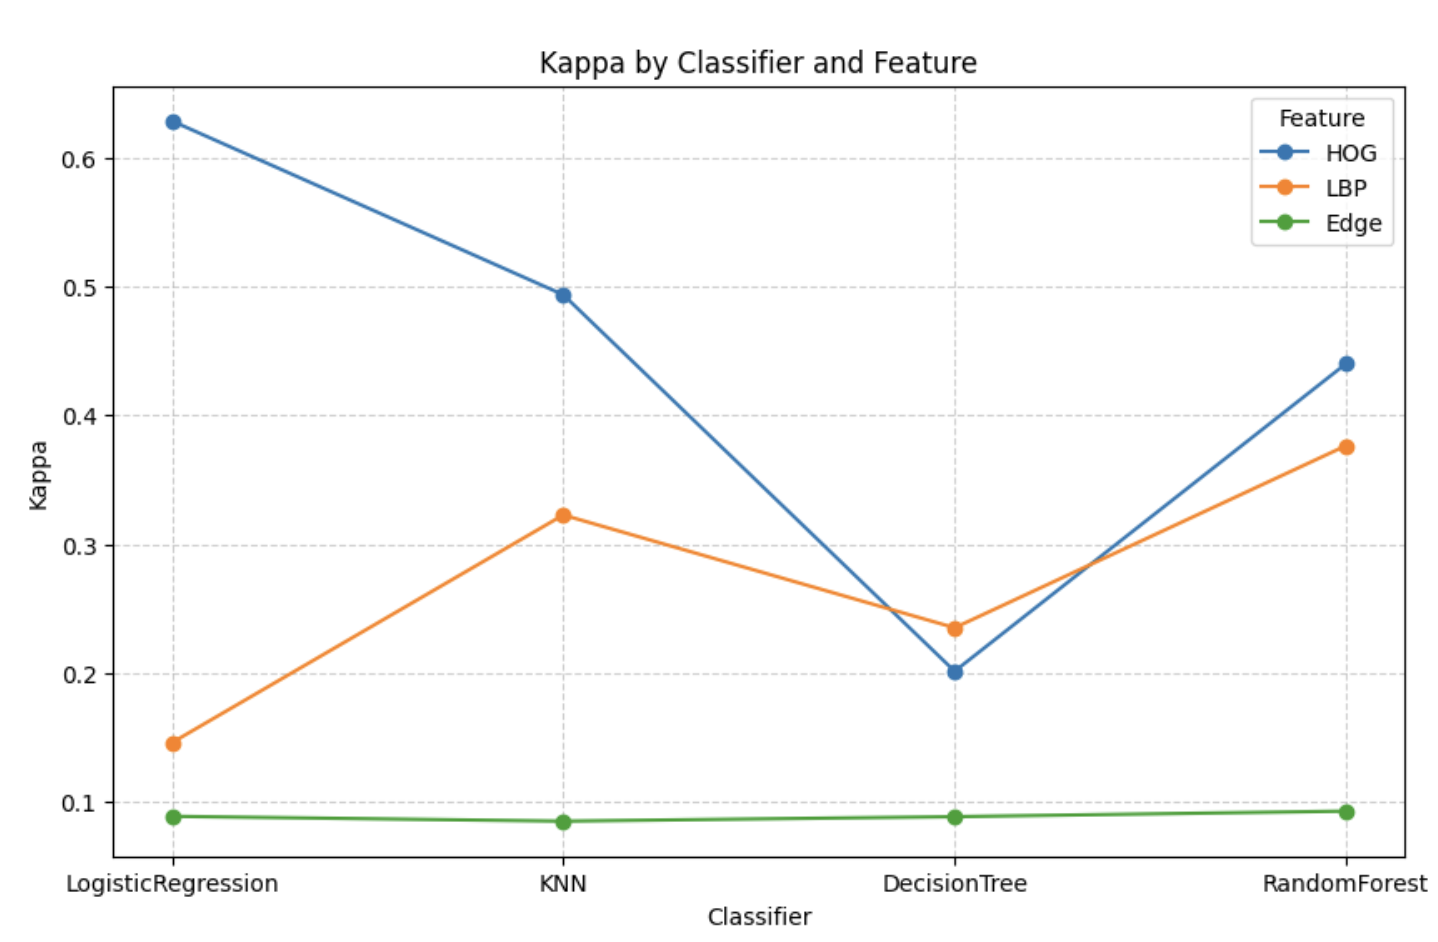 Kappa by Classifier and Feature
Feature
HOG
LBP
Edge
0.6
0.5
0.4
0.3
0.2
0.1
Kappa
LogisticRegression
KNN
DecisionTree
RandomForest
Classifier